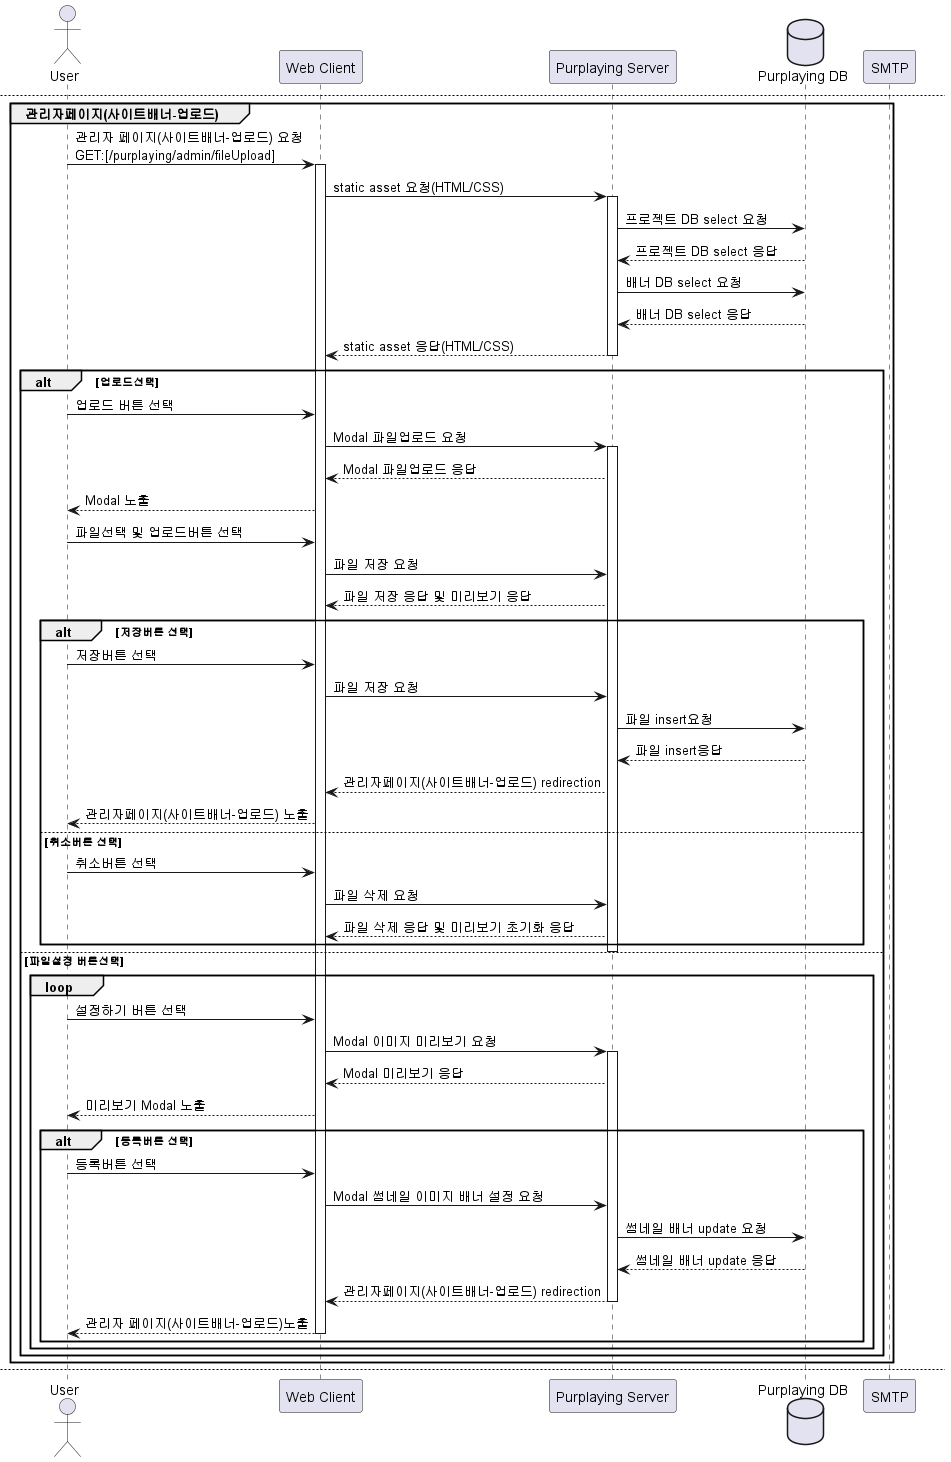 User
Web Client
Purplaying Server
Purplaying DB
SMTP
관리자페이지(사이트배너-업로드)
관리자 페이지(사이트배너-업로드) 요청
GET:[/purplaying/admin/fileUpload]
static asset 요청(HTML/CSS)
프로젝트 DB select 요청
프로젝트 DB select 응답
배너 DB select 요청
배너 DB select 응답
static asset 응답(HTML/CSS)
alt [업로드선택]
업로드 버튼 선택
Modal 파일업로드 요청
Modal 파일업로드 응답
Modal 노출
파일선택 및 업로드버튼 선택
파일 저장 요청
파일 저장 응답 및 미리보기 응답
alt [저장버튼 선택]
저장버튼 선택
파일 저장 요청
파일 insert요청
파일 insert응답
관리자페이지(사이트배너-업로드) redirection
관리자페이지(사이트배너-업로드) 노출
[취소버튼 선택]
취소버튼 선택
파일 삭제 요청
파일 삭제 응답 및 미리보기 초기화 응답
[파일설정 버튼선택]
loop
설정하기 버튼 선택
Modal 이미지 미리보기 요청
Modal 미리보기 응답
미리보기 Modal 노출
alt [등록버튼 선택]
등록버튼 선택
Modal 썸네일 이미지 배너 설정 요청
썸네일 배너 update 요청
썸네일 배너 update 응답
관리자페이지(사이트배너-업로드) redirection
관리자 페이지(사이트배너-업로드)노출
User
Web Client
Purplaying Server
Purplaying DB
SMTP